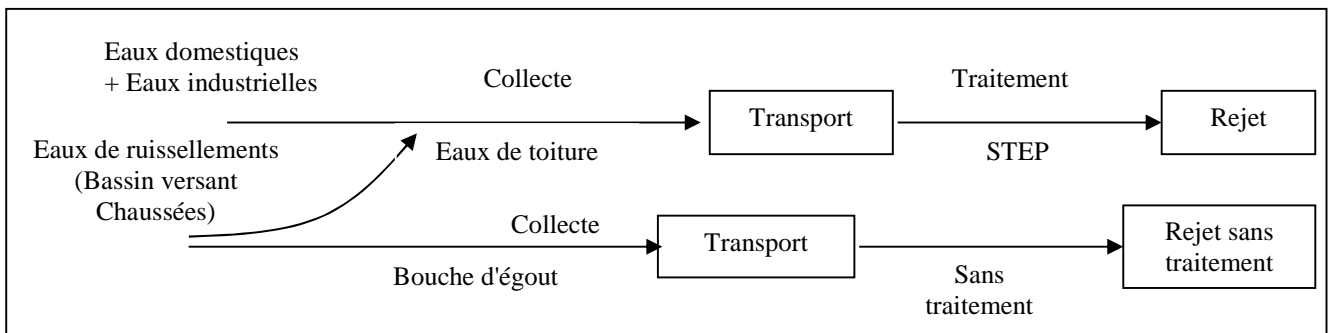 Eaux domestiques
+ Eaux industrielles
Collecte
Transport
Traitement
Rejet
Eaux de toiture
STEP
Eaux de ruissellements
(Bassin versant
Chaussées)
Collecte
Transport
Rejet sans
traitement
Bouche d'égout
Sans
traitement